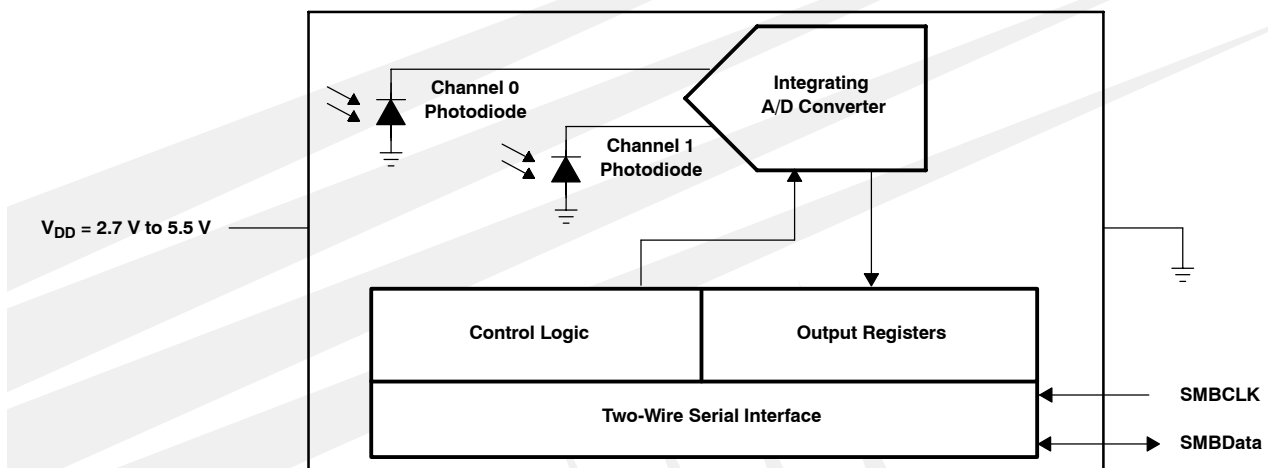 Channel 0
Photodiode
Integrating
A/D Converter
Channel 1
Photodiode
VDD = 2.7 V to 5.5 V
Control Logic
Output Registers
Two-Wire Serial Interface
SMBCLK
SMBData